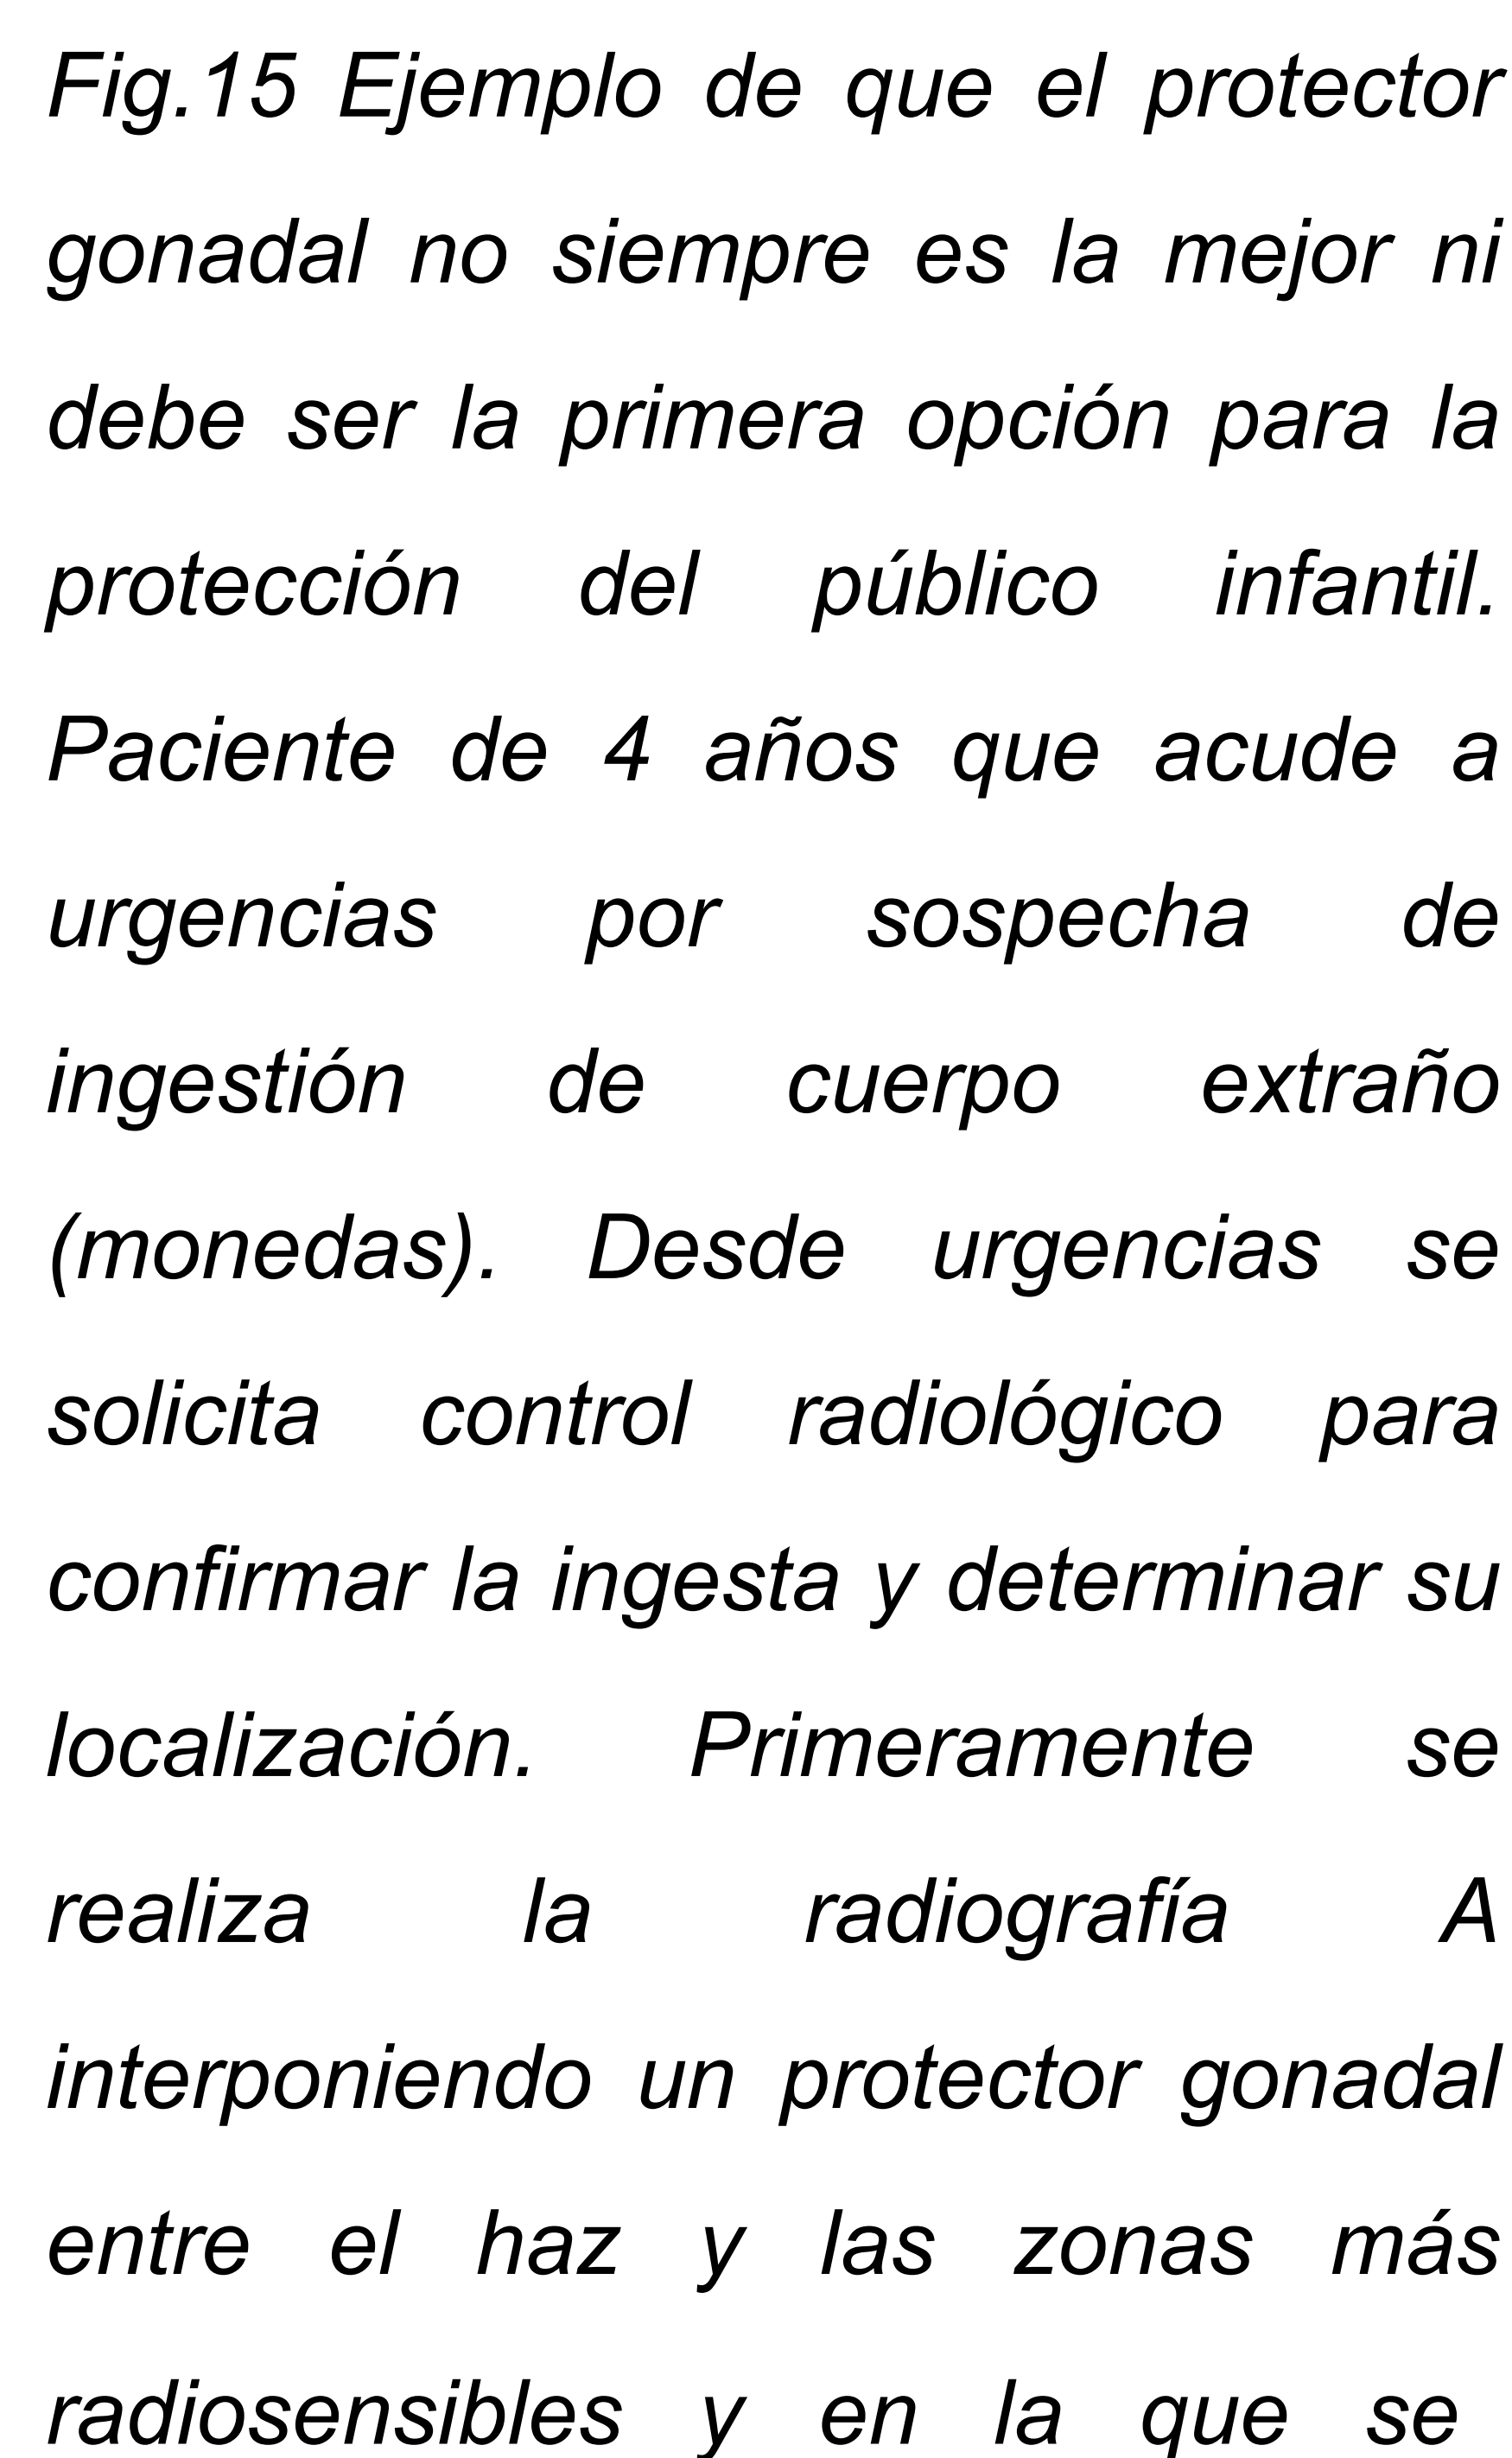 Fig.15 Ejemplo de que el protector
gonadal no siempre es la mejor ni
debe ser la primera opción para la
protección del público infantil.
Paciente de 4 años que acude a
urgencias por sospecha de
ingestión de cuerpo extraño
(monedas). Desde urgencias se
solicita control radiológico para
confirmar la ingesta y determinar su
localización. Primeramente se
realiza la radiografía A
interponiendo un protector gonadal
entre el haz y las zonas más
radiosensibles y en la que se